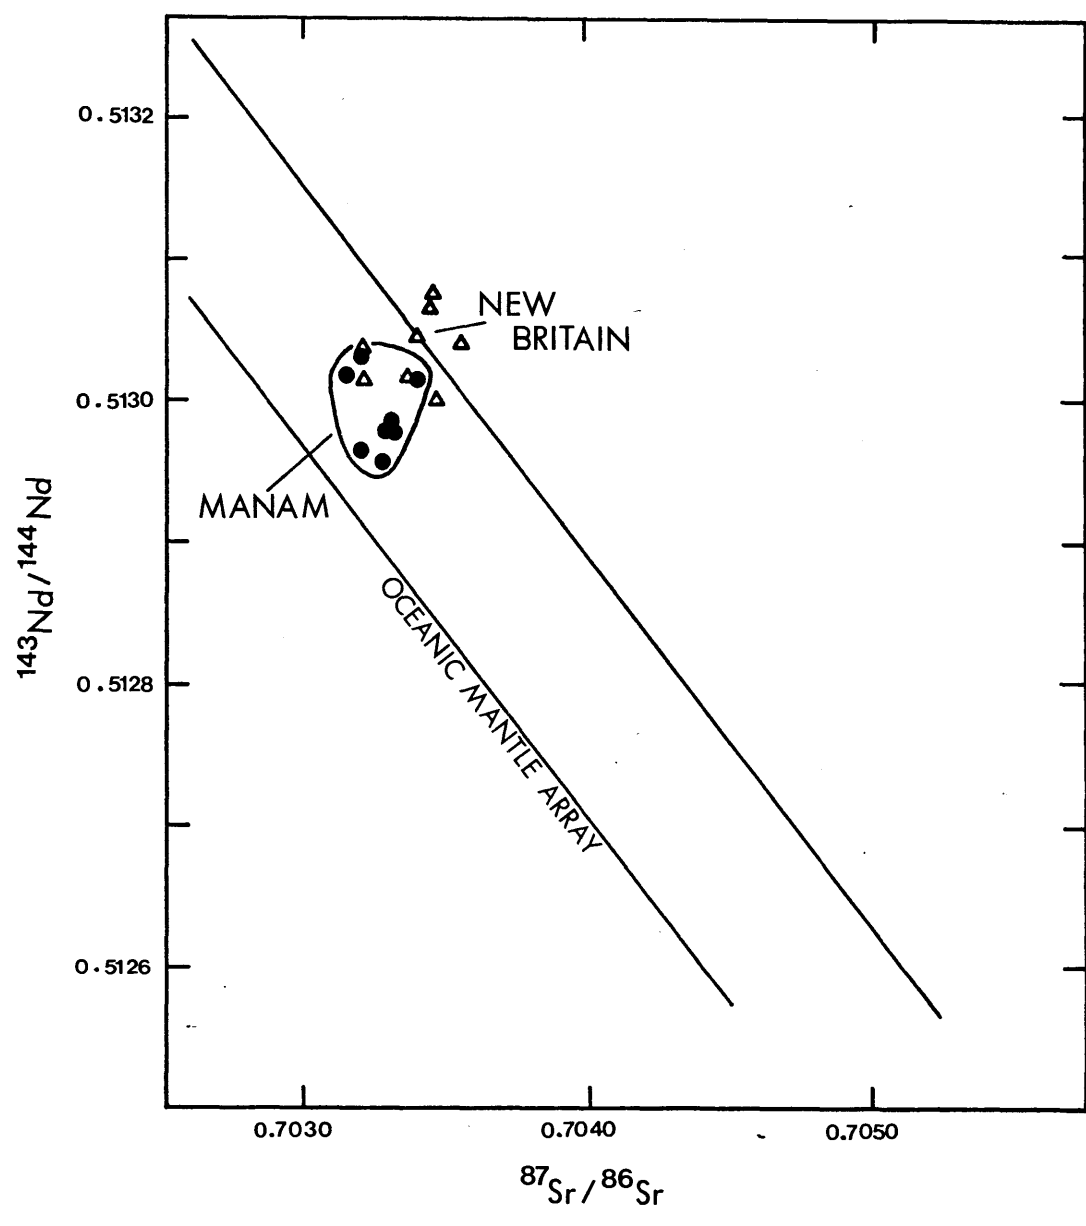 0.5132
NEW
BRITAIN
0.5130
MANAM
143Nd/144Nd
OCEANIC MANTLE ARRAY
0.5128
0.5126
0.7030
0.7040
0.7050
87Sr/86Sr